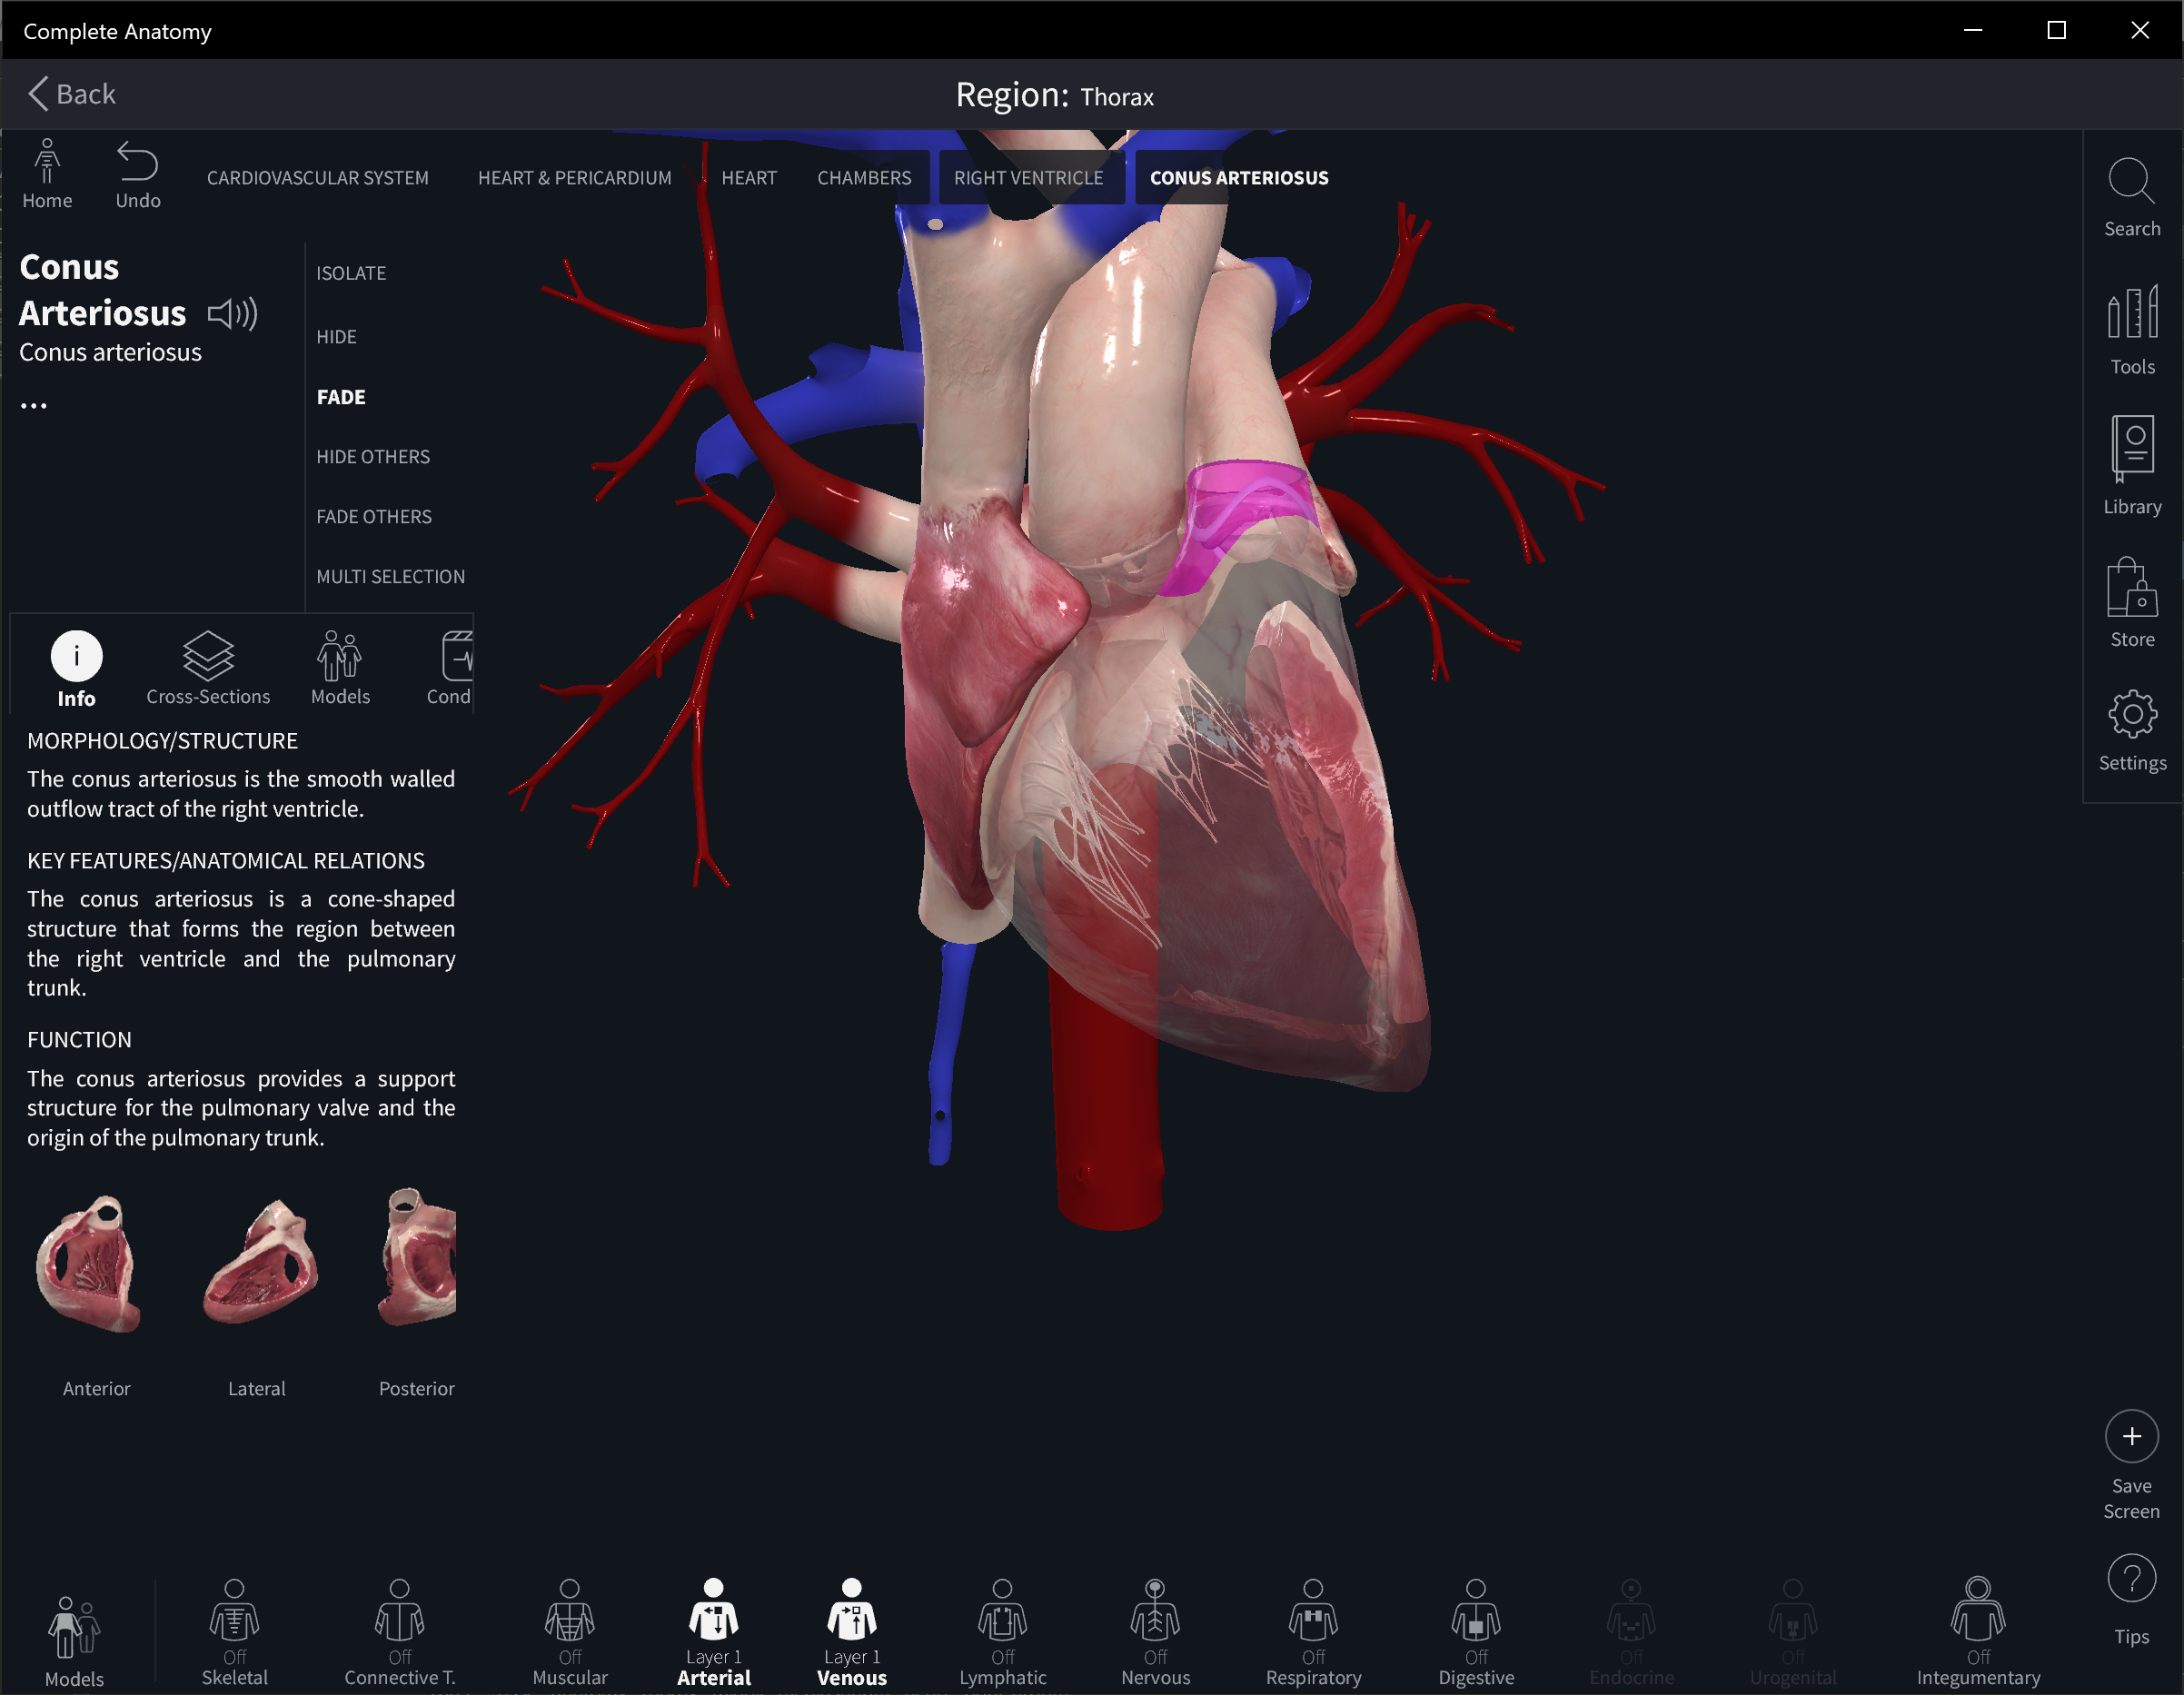 Complete Anatomy
Back
Region: Thorax
Home
Undo
CARDIOVASCULAR SYSTEM
HEART & PERICARDIUM
HEART
CHAMBERS
RIGHT VENTRICLE
CONUS ARTERIOSUS
Conus
Arteriosus
Conus arteriosus
...
ISOLATE
HIDE
FADE
HIDE OTHERS
FADE OTHERS
MULTI SELECTION
i
Info
Cross-Sections
Models
Cond
MORPHOLOGY/STRUCTURE
The conus arteriosus is the smooth walled
outflow tract of the right ventricle.
KEY FEATURES/ANATOMICAL RELATIONS
The conus arteriosus is a cone-shaped
structure that forms the region between
the right ventricle and the pulmonary
trunk.
FUNCTION
The conus arteriosus provides a support
structure for the pulmonary valve and the
origin of the pulmonary trunk.
Anterior
Lateral
Posterior
Search
Tools
Library
Store
Settings
Save
Screen
?
Tips
Models
Off
Skeletal
Off
Connective T.
Off
Muscular
Layer 1
Arterial
Layer 1
Venous
Off
Lymphatic
Off
Nervous
Off
Respiratory
Off
Digestive
Off
Endocrine
Off
Urogenital
Off
Integumentary